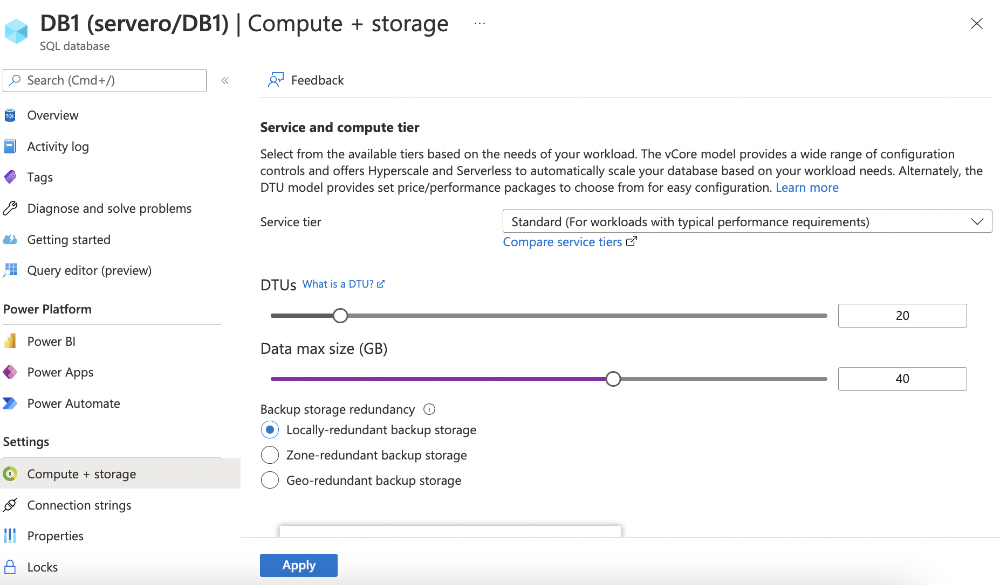 DB1 (servero/DB1) | Compute + storage ...
SQL database
Search (Cmd+/)
«
Overview
Activity log
Tags
Diagnose and solve problems
Getting started
Query editor (preview)
Power Platform
Power BI
Power Apps
Power Automate
Settings
Compute + storage
Connection strings
Properties
Locks
Feedback
Service and compute tier
Select from the available tiers based on the needs of your workload. The vCore model provides a wide range of configuration
controls and offers Hyperscale and Serverless to automatically scale your database based on your workload needs. Alternately, the
DTU model provides set price/performance packages to choose from for easy configuration. Learn more
Service tier
Standard (For workloads with typical performance requirements)
Compare service tiers
DTUs What is a DTU?
20
Data max size (GB)
40
Backup storage redundancy
Locally-redundant backup storage
Zone-redundant backup storage
Geo-redundant backup storage
Apply